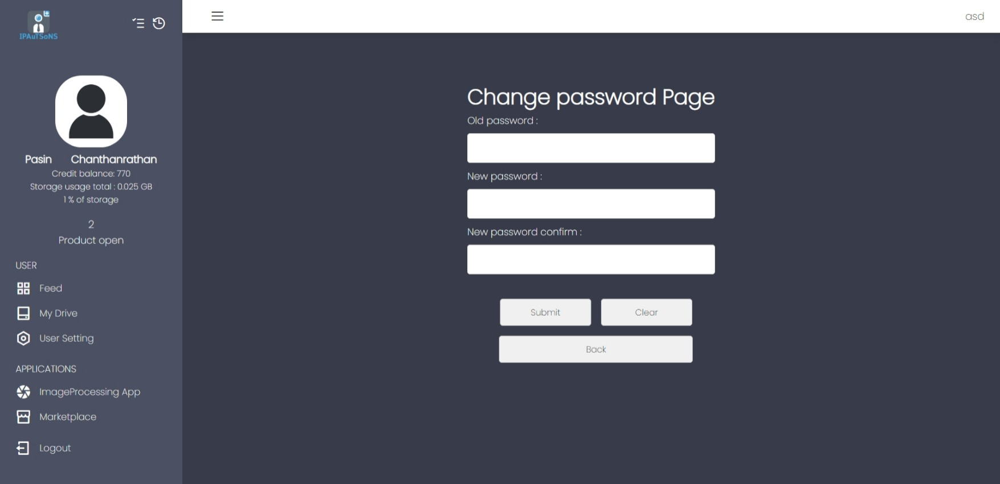 IPAuTSoNS
asd
Pasin Chanthanrathan
Credit balance: 770
Storage usage total : 0.025 GB
1 % of storage
2
Product open
USER
Feed
My Drive
User Setting
APPLICATIONS
ImageProcessing App
Marketplace
Logout
Change password Page
Old password :
New password :
New password confirm :
Submit
Clear
Back